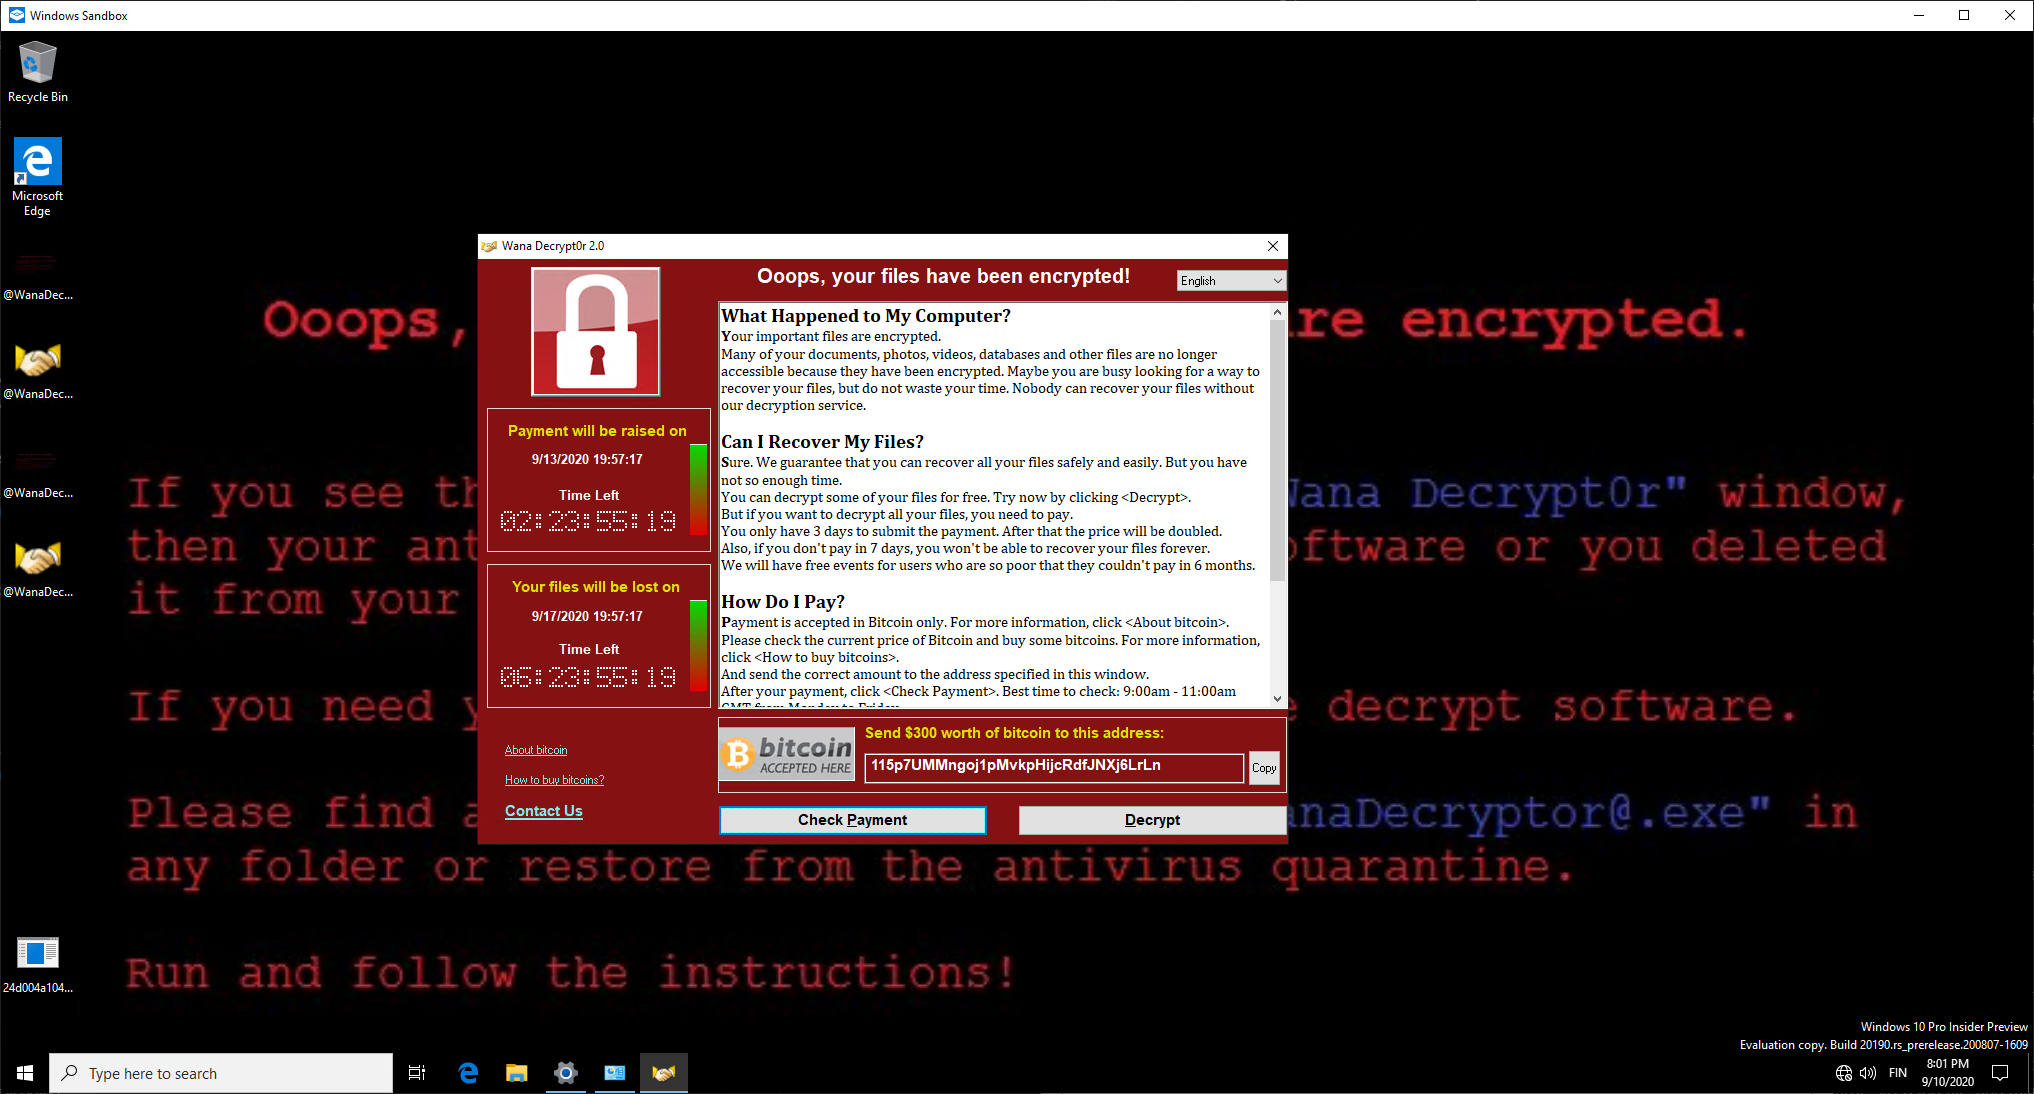 Windows Sandbox
Recycle Bin
Microsoft
Edge
@WanaDec...
@WanaDec...
@WanaDec...
@WanaDec...
24d004a104...
Ooops, re encrypted.
If you see th Wana Decrypt0r" window,
then your ant oftware or you deleted
it from your
If you need decrypt software.
Please find a anaDecryptor@.exe" in
any folder or restore from the antivirus quarantine.
Run and follow the instructions!
Wana Decrypt0r 2.0
Ooops, your files have been encrypted!
English
Payment will be raised on
9/13/2020 19:57:17
Time Left
02:23:55:19
Your files will be lost on
9/17/2020 19:57:17
Time Left
06:23:55:19
About bitcoin
How to buy bitcoins?
Contact Us
What Happened to My Computer?
Your important files are encrypted.
Many of your documents, photos, videos, databases and other files are no longer
accessible because they have been encrypted. Maybe you are busy looking for a way to
recover your files, but do not waste your time. Nobody can recover your files without
our decryption service.
Can I Recover My Files?
Sure. We guarantee that you can recover all your files safely and easily. But you have
not so enough time.
You can decrypt some of your files for free. Try now by clicking <Decrypt>.
But if you want to decrypt all your files, you need to pay.
You only have 3 days to submit the payment. After that the price will be doubled.
Also, if you don't pay in 7 days, you won't be able to recover your files forever.
We will have free events for users who are so poor that they couldn't pay in 6 months.
How Do I Pay?
Payment is accepted in Bitcoin only. For more information, click <About bitcoin>.
Please check the current price of Bitcoin and buy some bitcoins. For more information,
click <How to buy bitcoins>.
And send the correct amount to the address specified in this window.
After your payment, click <Check Payment>. Best time to check: 9:00am - 11:00am
GMT from Monday to Friday.
bitcoin
ACCEPTED HERE
Send $300 worth of bitcoin to this address:
115p7UMMngoj1pMvkpHijcRdfJNXj6LrLn
Copy
Check Payment
Decrypt
Windows 10 Pro Insider Preview
Evaluation copy. Build 20190.rs_prerelease.200807-1609
Type here to search
FIN
8:01 PM
9/10/2020